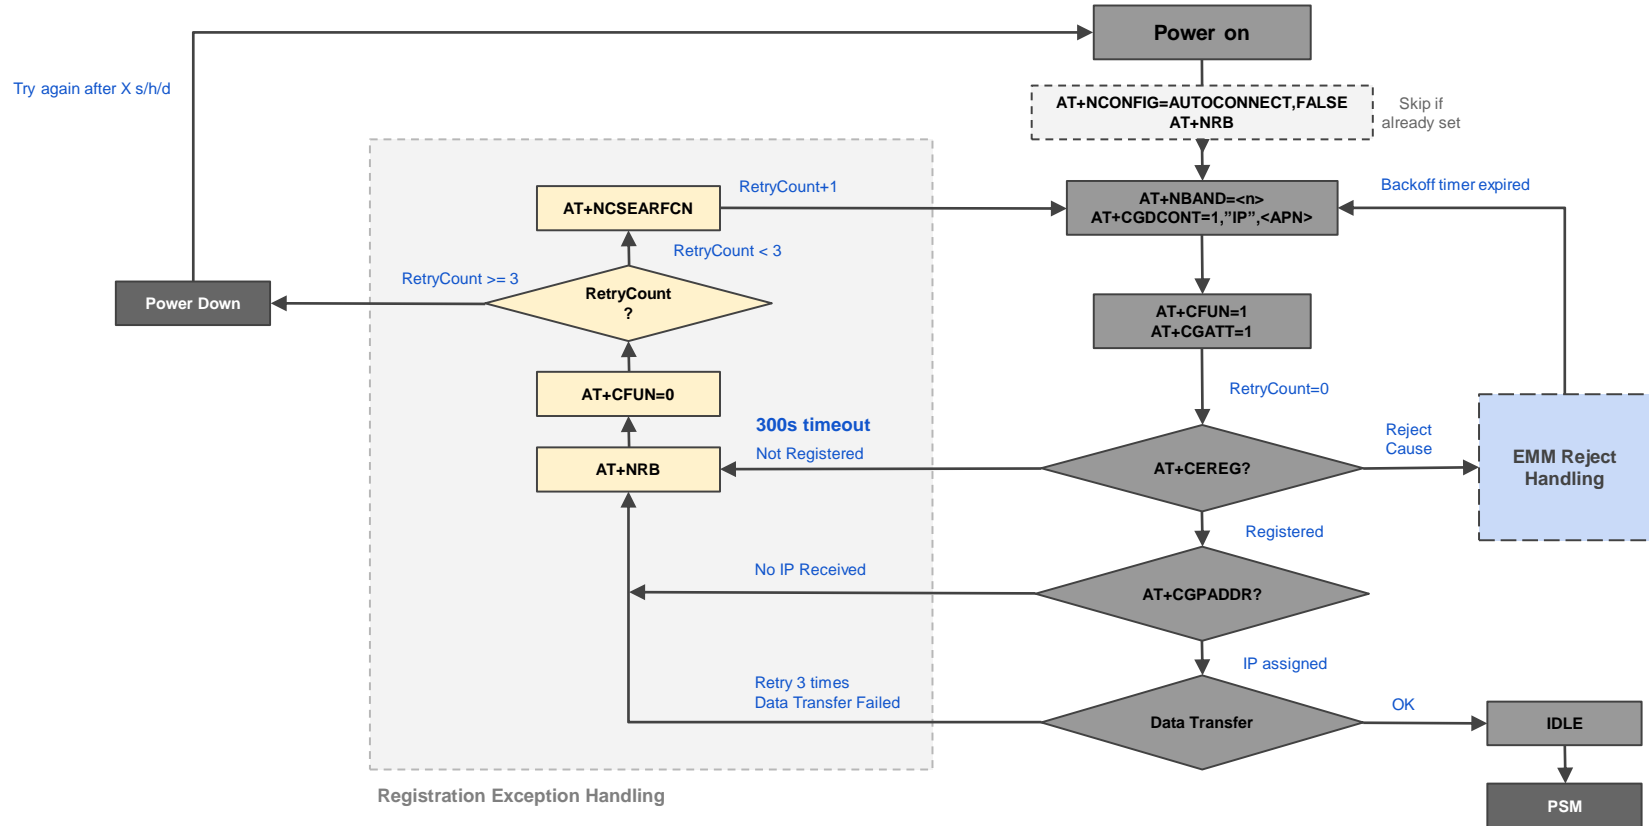 Power on
Try again after X s/h/d
AT+NCONFIG=AUTOCONNECT,FALSE
AT+NRB
Skip if
already set
AT+NCSEARFCN
RetryCount+1
AT+NBAND=<n>
AT+CGDCONT=1,”IP”,<APN>
Backoff timer expired
RetryCount < 3
RetryCount >= 3
Power Down
RetryCount
?
AT+CFUN=1
AT+CGATT=1
AT+CFUN=0
RetryCount=0
300s timeout
Not Registered
AT+NRB
AT+CEREG?
Reject
Cause
EMM Reject
Handling
Registered
No IP Received
AT+CGPADDR?
IP assigned
Retry 3 times
Data Transfer Failed
Data Transfer
OK
IDLE
Registration Exception Handling
PSM